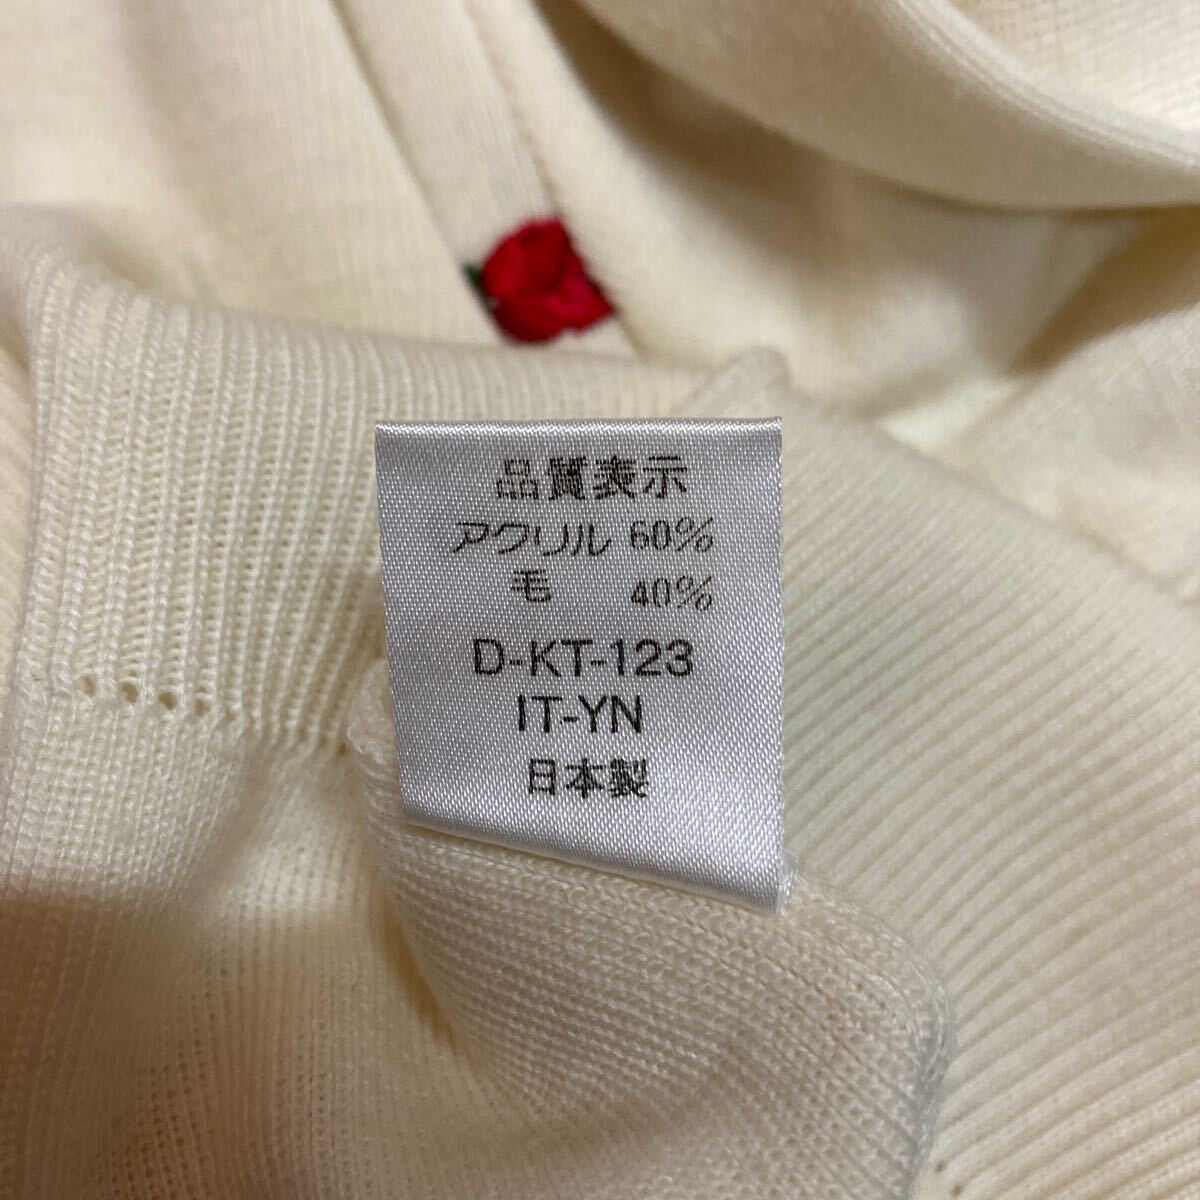 品質表示
アクリル 60%
毛 40%
D-KT-123
IT-YN
日本製